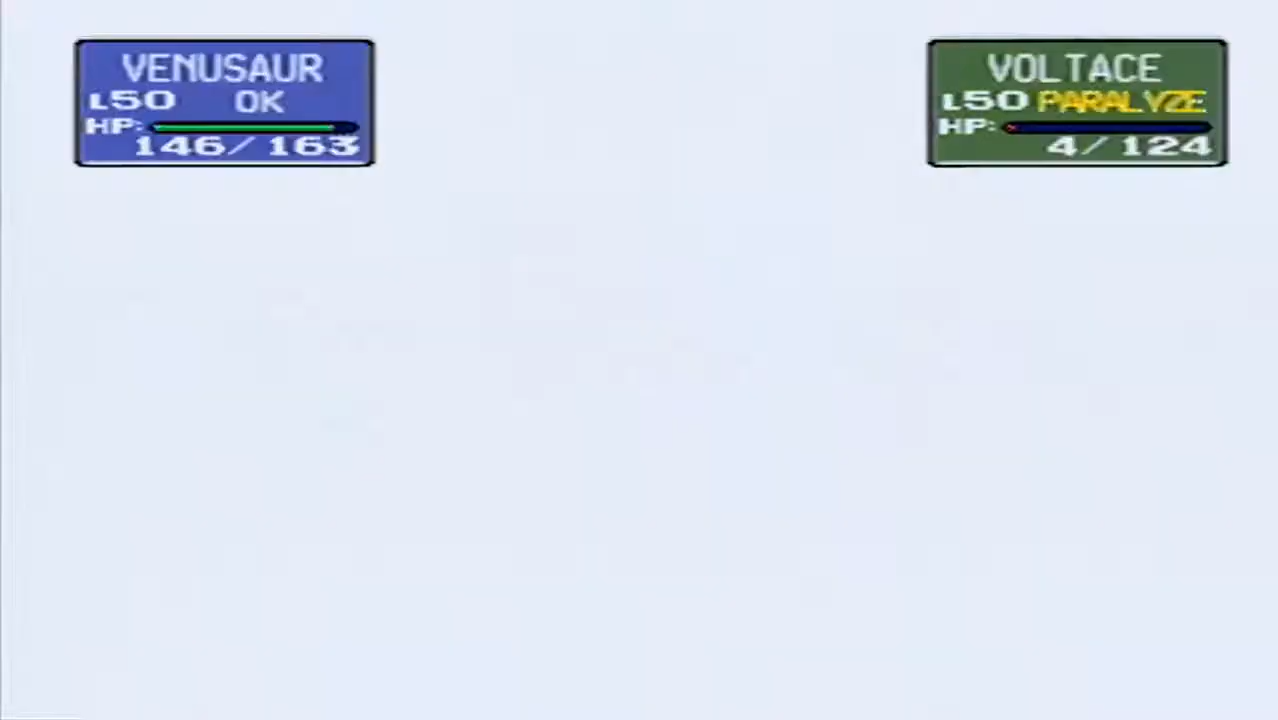 VENUSAUR
L50 OK
HP:
146/163
VOLTACE
L50 PARALYZE
HP:
4/124